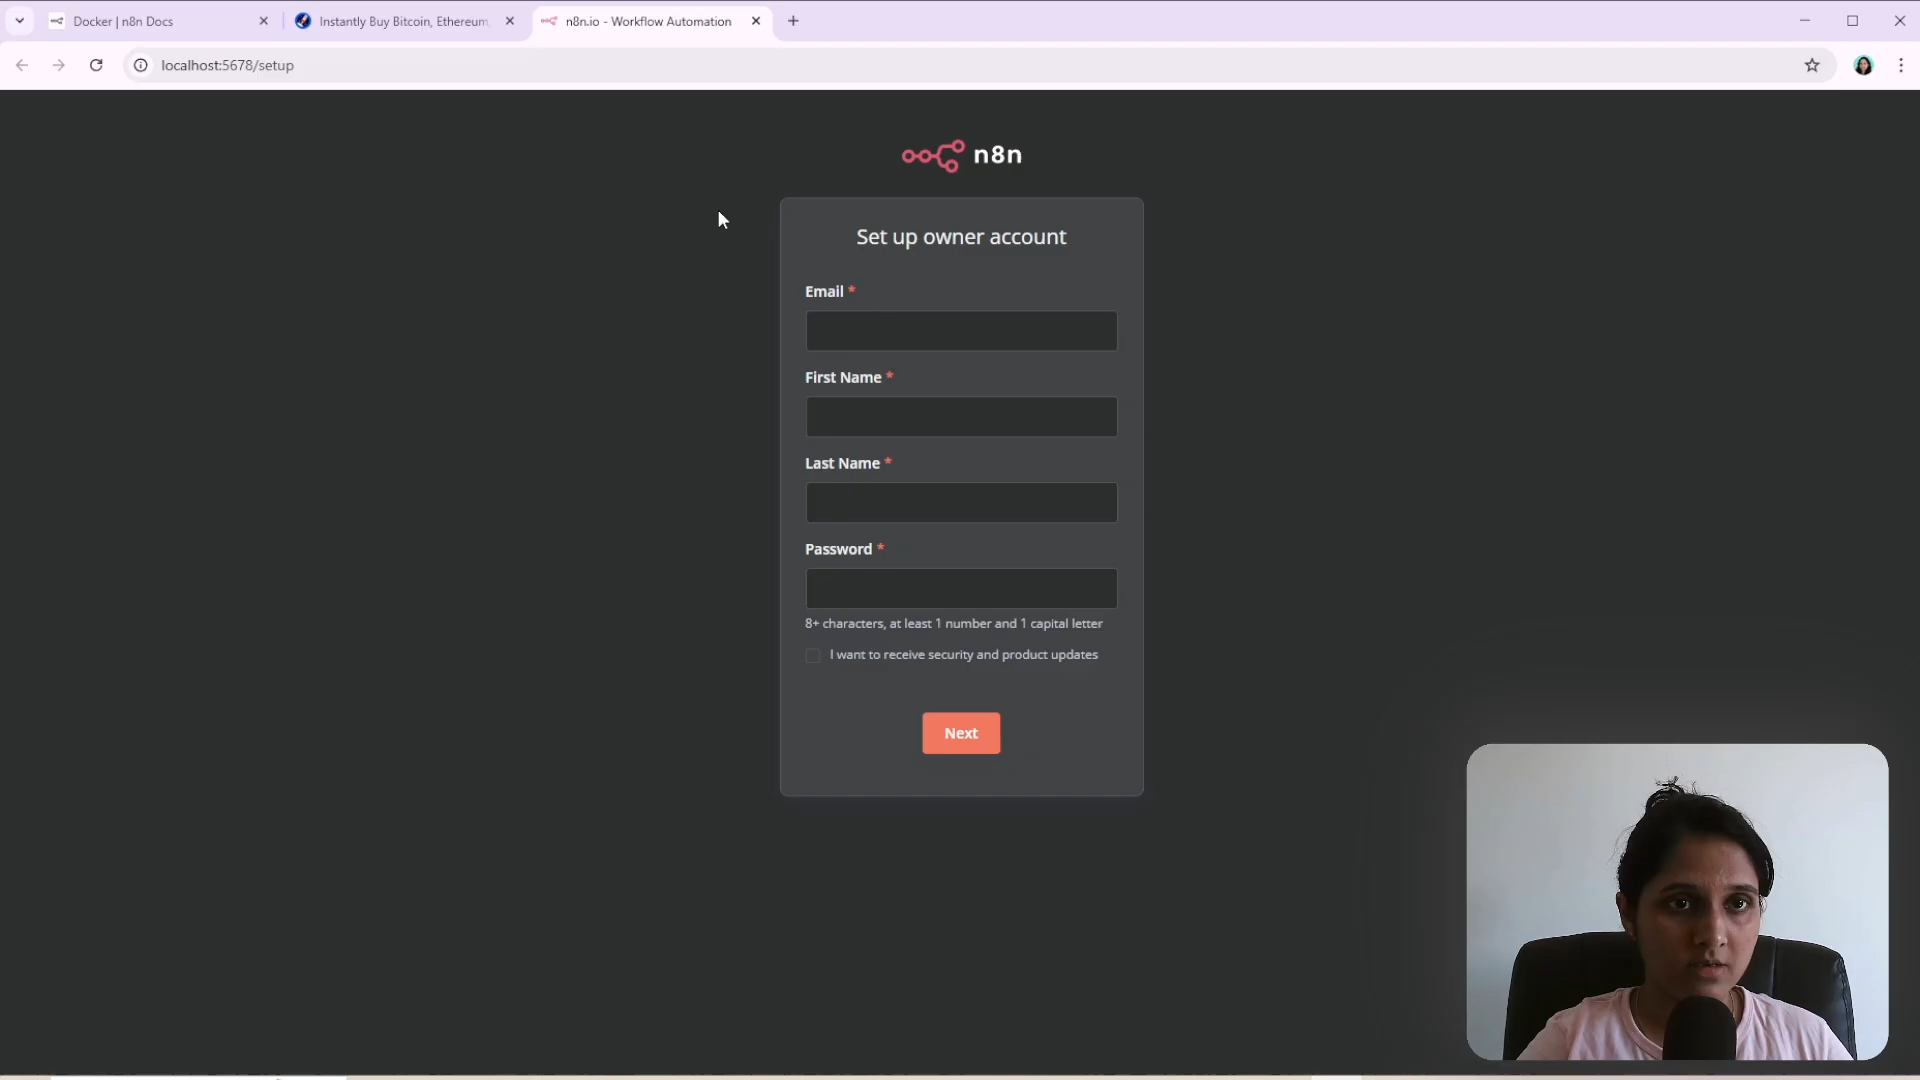 Docker | n8n Docs
Instantly Buy Bitcoin, Ethereum,
n8n.io - Workflow Automation
localhost:5678/setup
n8n
Set up owner account
Email *
First Name *
Last Name *
Password *
8+ characters, at least 1 number and 1 capital letter
I want to receive security and product updates
Next